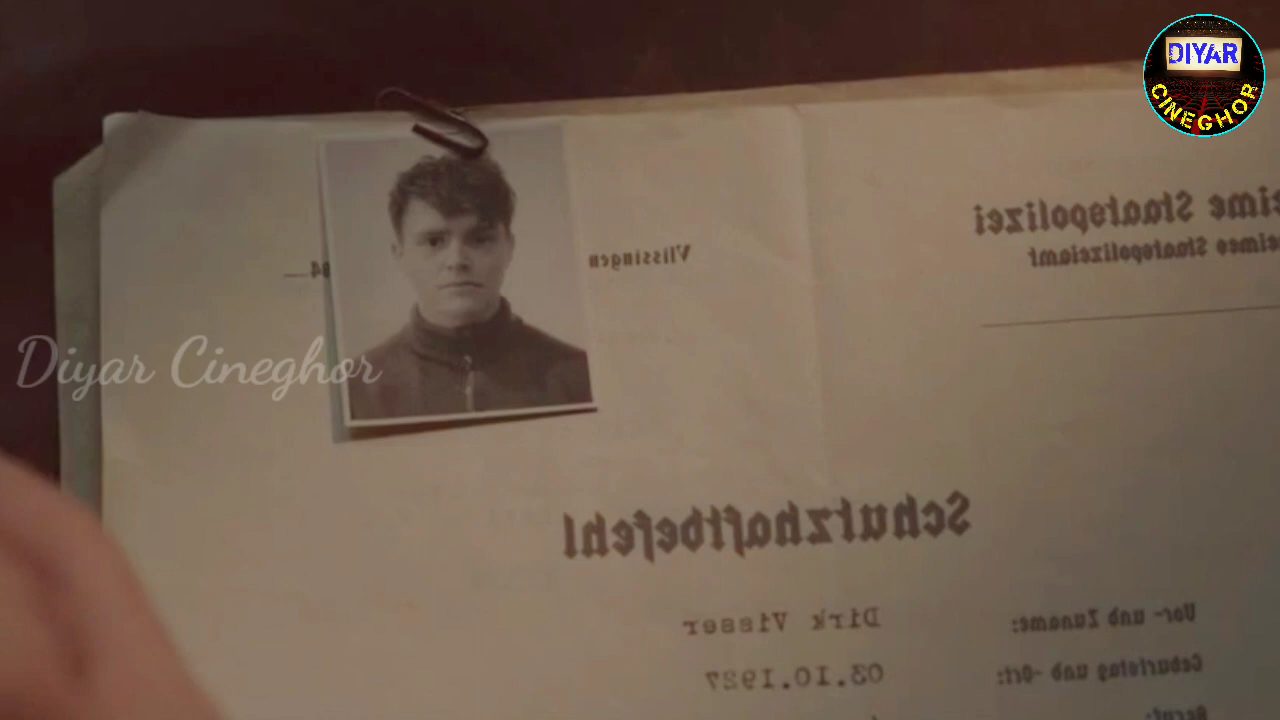 DIYAR
CINEGHOR
eime Staatspolizei
eimes Staatspolizeiamt
Vlissingen
94
Diyar Cineghor
Schutzhaftbefehl
Vor- und Zuname: Dirk Visser
Geburtstag und -Ort: 03.10.1927
Beruf: